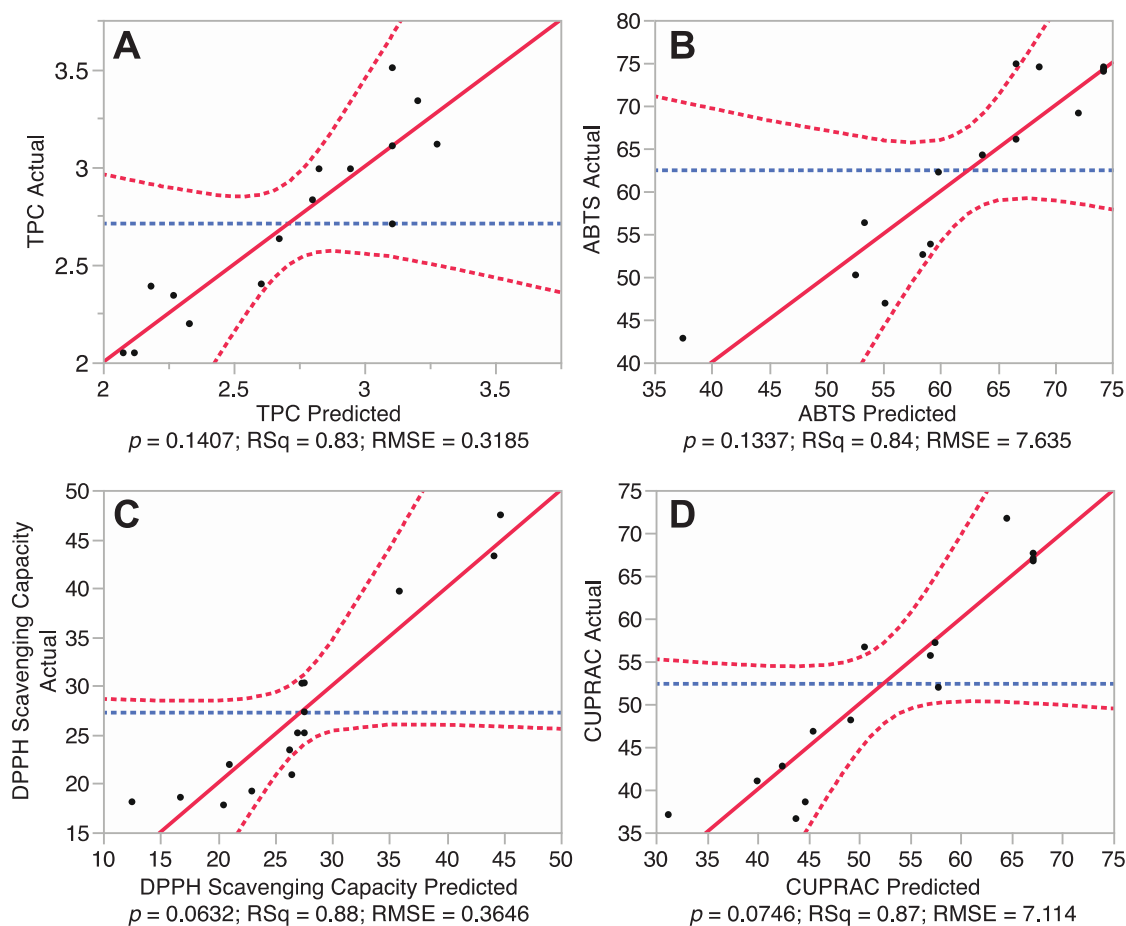 A
TPC Actual
3.5
3
2.5
2
2 2.5 3 3.5
TPC Predicted
p = 0.1407; RSq = 0.83; RMSE = 0.3185
B
ABTS Actual
80
75
70
65
60
55
50
45
40
35 40 45 50 55 60 65 70 75
ABTS Predicted
p = 0.1337; RSq = 0.84; RMSE = 7.635
C
DPPH Scavenging Capacity
Actual
50
45
40
35
30
25
20
15
10 15 20 25 30 35 40 45 50
DPPH Scavenging Capacity Predicted
p = 0.0632; RSq = 0.88; RMSE = 0.3646
D
CUPRAC Actual
75
70
65
60
55
50
45
40
35
30 35 40 45 50 55 60 65 70 75
CUPRAC Predicted
p = 0.0746; RSq = 0.87; RMSE = 7.114